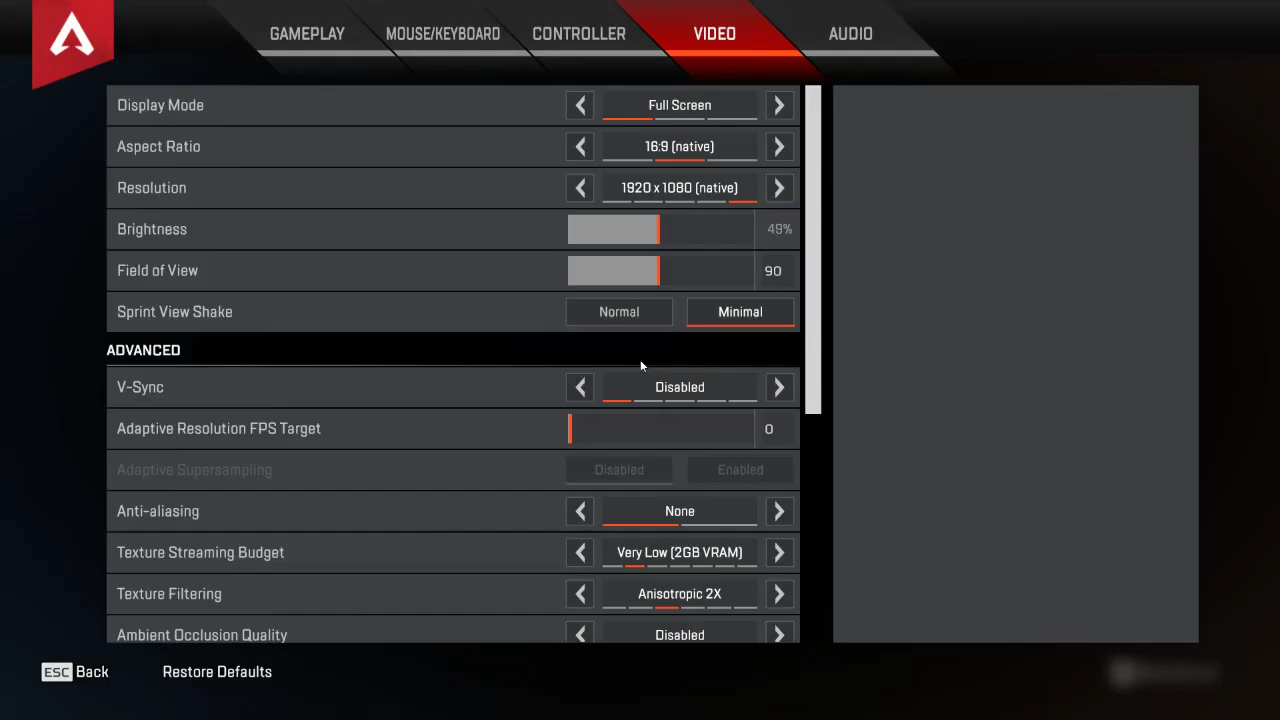 GAMEPLAY MOUSE/KEYBOARD CONTROLLER VIDEO AUDIO
Display Mode Full Screen
Aspect Ratio 16:9 (native)
Resolution 1920 x 1080 (native)
Brightness 49%
Field of View 90
Sprint View Shake Normal Minimal
ADVANCED
V-Sync Disabled
Adaptive Resolution FPS Target 0
Adaptive Supersampling Disabled Enabled
Anti-aliasing None
Texture Streaming Budget Very Low (2GB VRAM)
Texture Filtering Anisotropic 2X
Ambient Occlusion Quality Disabled
ESC Back Restore Defaults